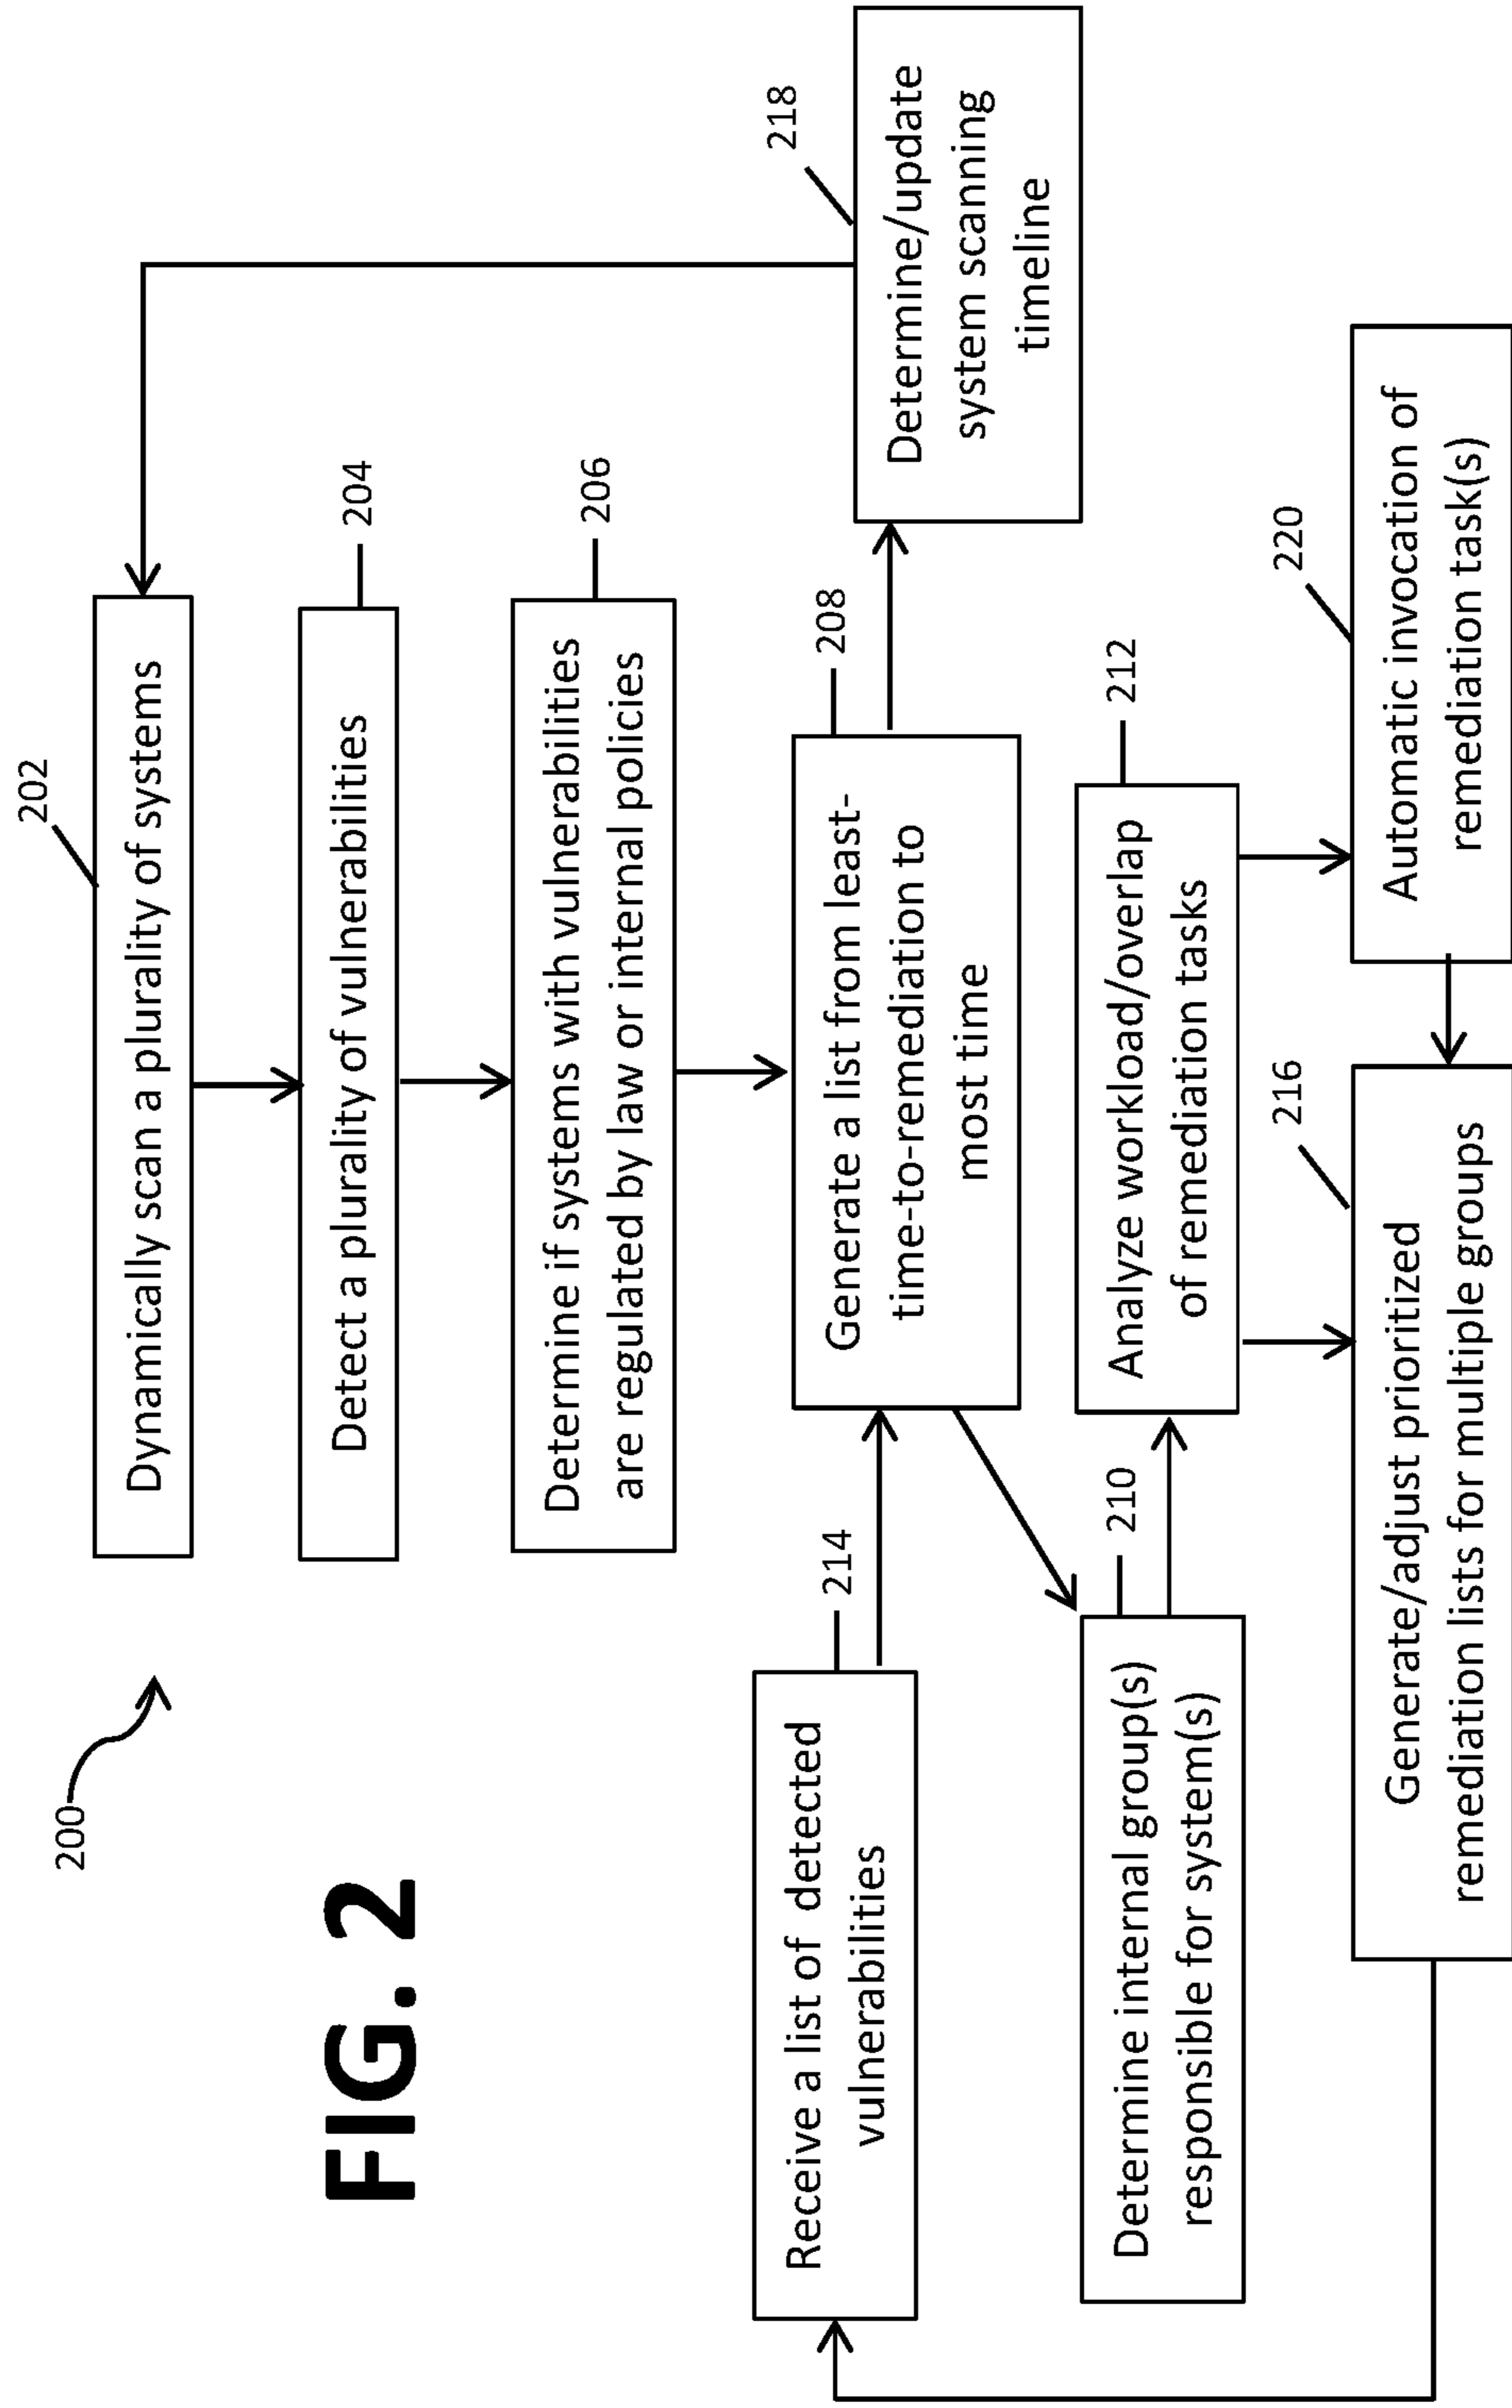 FIG. 2
200
202
Dynamically scan a plurality of systems
204
Detect a plurality of vulnerabilities
206
Determine if systems with vulnerabilities
are regulated by law or internal policies
214
Receive a list of detected
vulnerabilities
208
Generate a list from least-
time-to-remediation to
most time
218
Determine/update
system scanning
timeline
210
Determine internal group(s)
responsible for system(s)
212
Analyze workload/overlap
of remediation tasks
216
Generate/adjust prioritized
remediation lists for multiple groups
220
Automatic invocation of
remediation task(s)